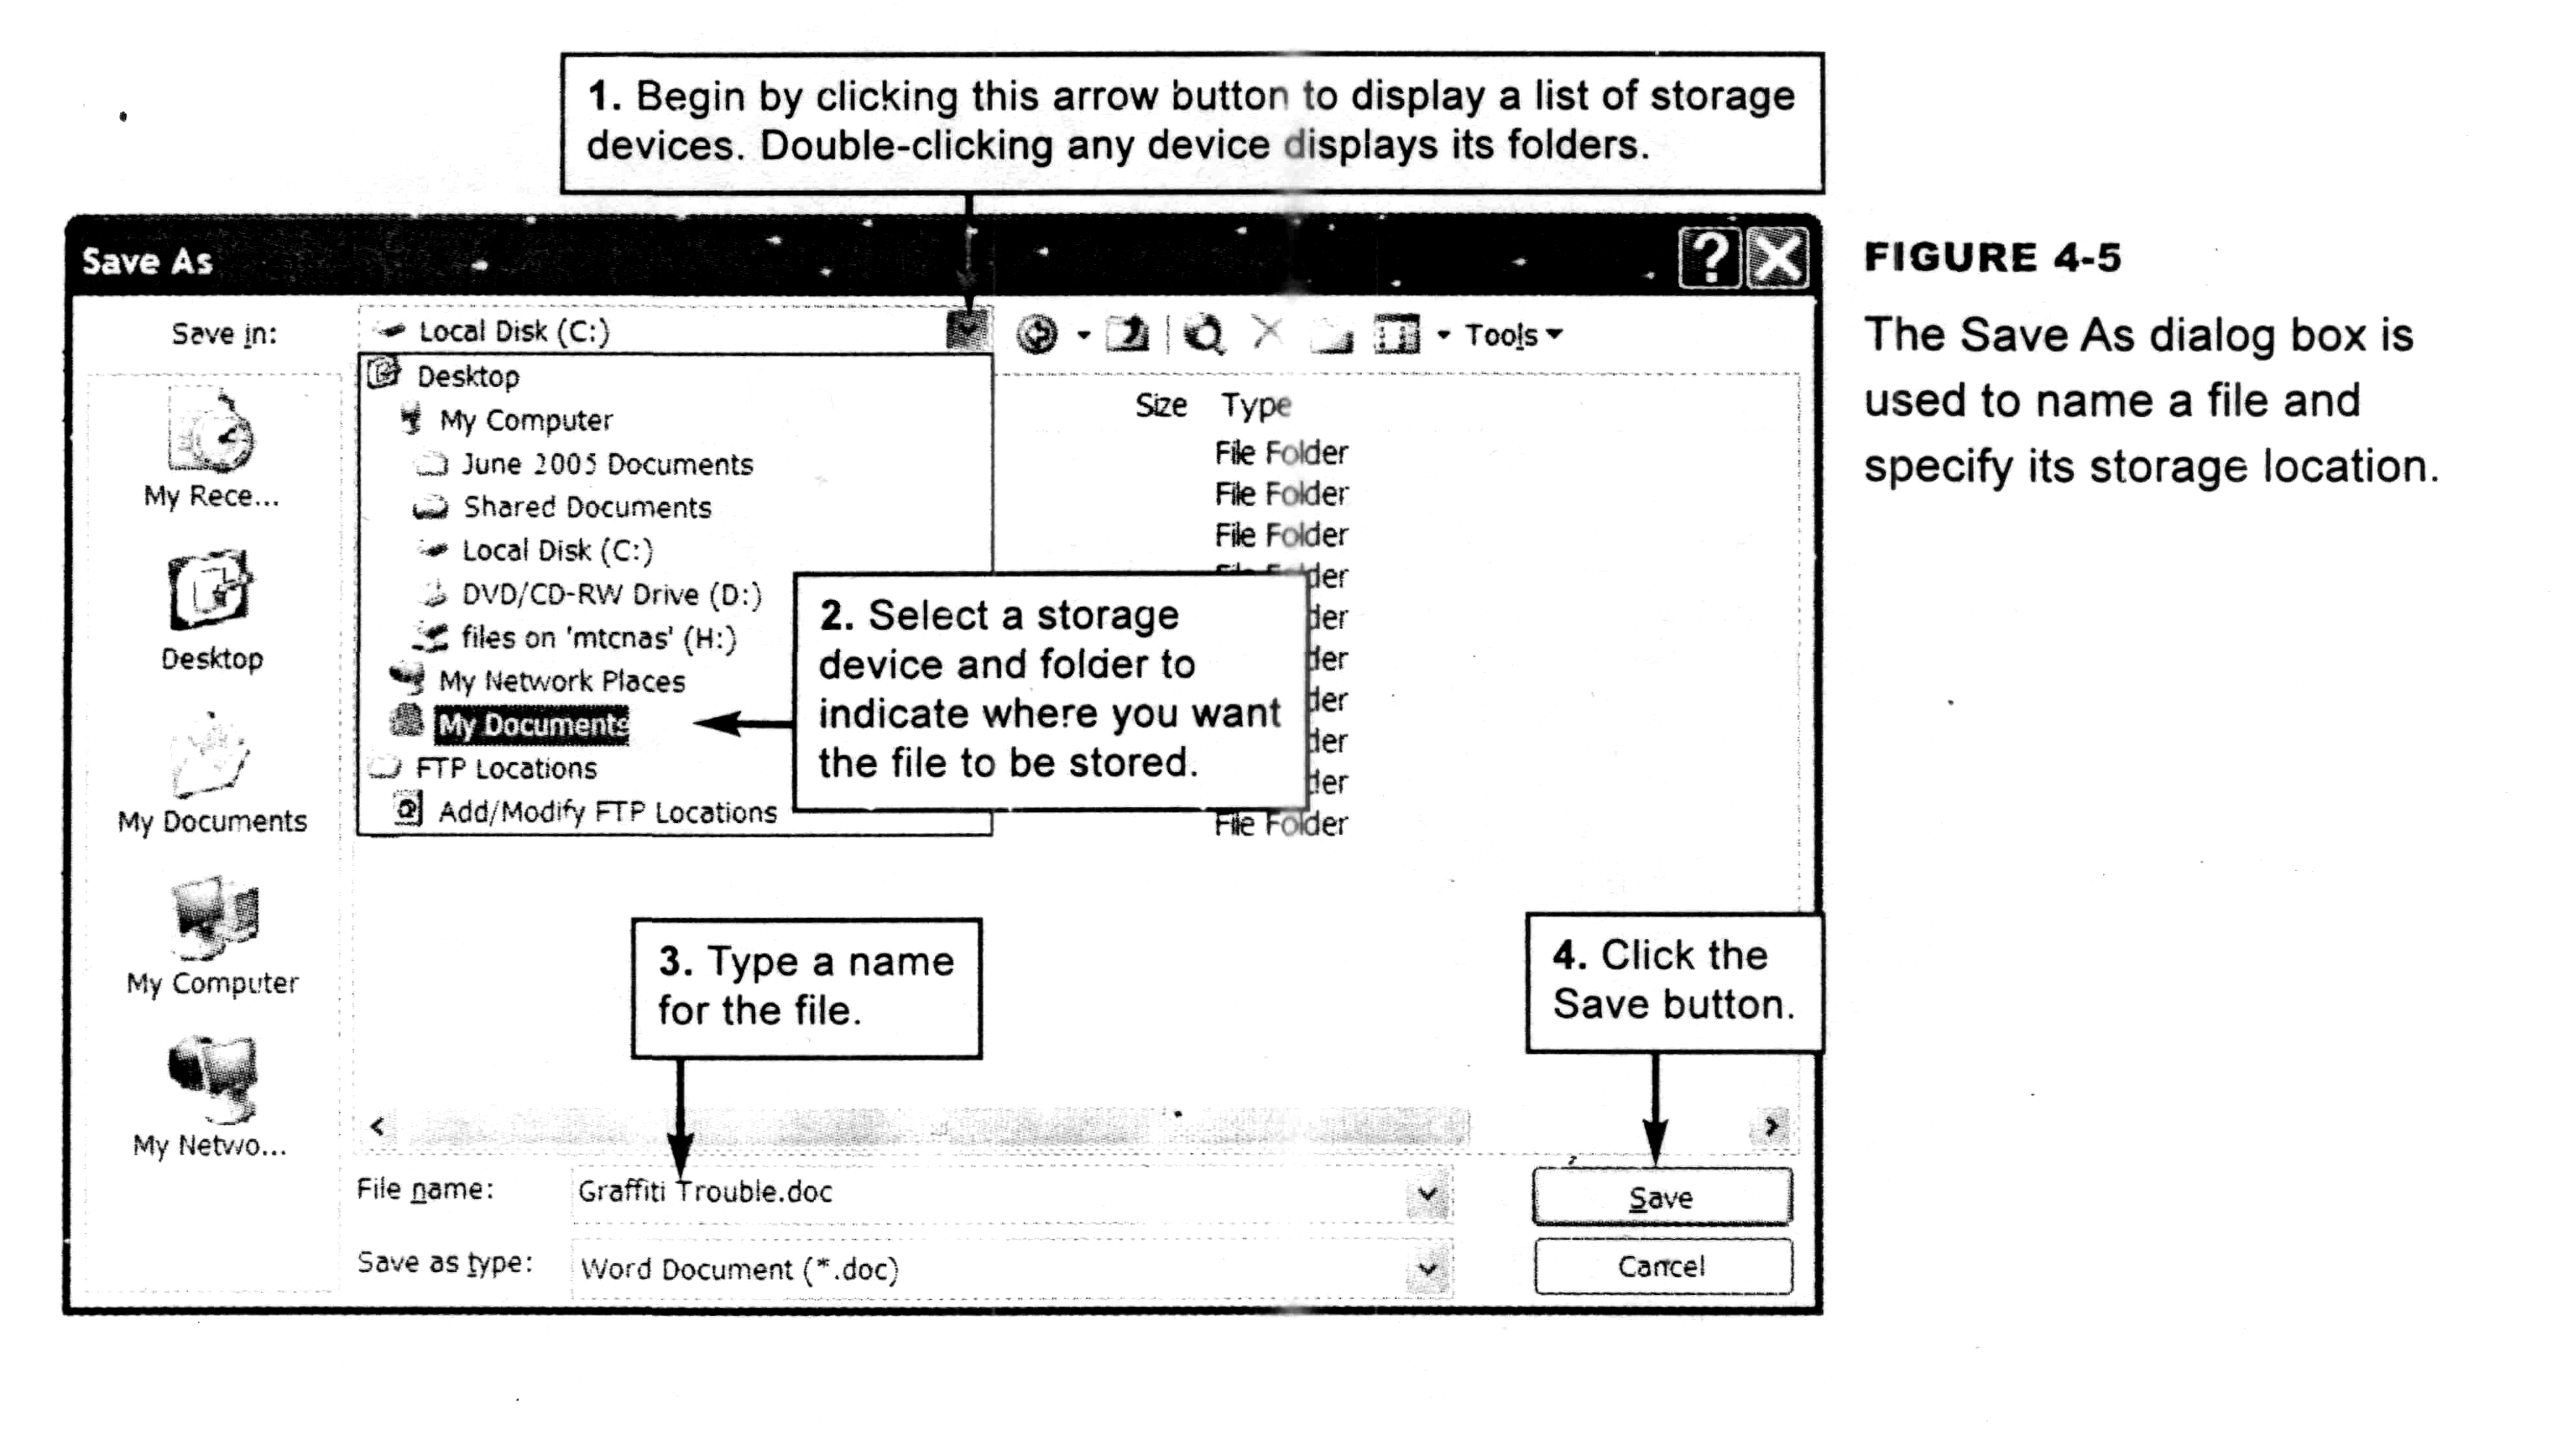 1. Begin by clicking this arrow button to display a list of storage
devices. Double-clicking any device displays its folders.
Save As
FIGURE 4-5
The Save As dialog box is
used to name a file and
specify its storage location.
Save in:
Local Disk (C:)
Tools
Desktop
My Computer
June 2005 Documents
Shared Documents
Local Disk (C:)
DVD/CD-RW Drive (D:)
files on 'mtcnas' (H:)
My Network Places
My Documents
FTP Locations
Add/Modify FTP Locations
Size Type
File Folder
File Folder
File Folder
File Folder
2. Select a storage
device and folder to
indicate where you want
the file to be stored.
My Rece...
Desktop
My Documents
My Computer
My Netwo...
3. Type a name
for the file.
4. Click the
Save button.
File name:
Graffiti Trouble.doc
Save
Save as type:
Word Document (*.doc)
Cancel